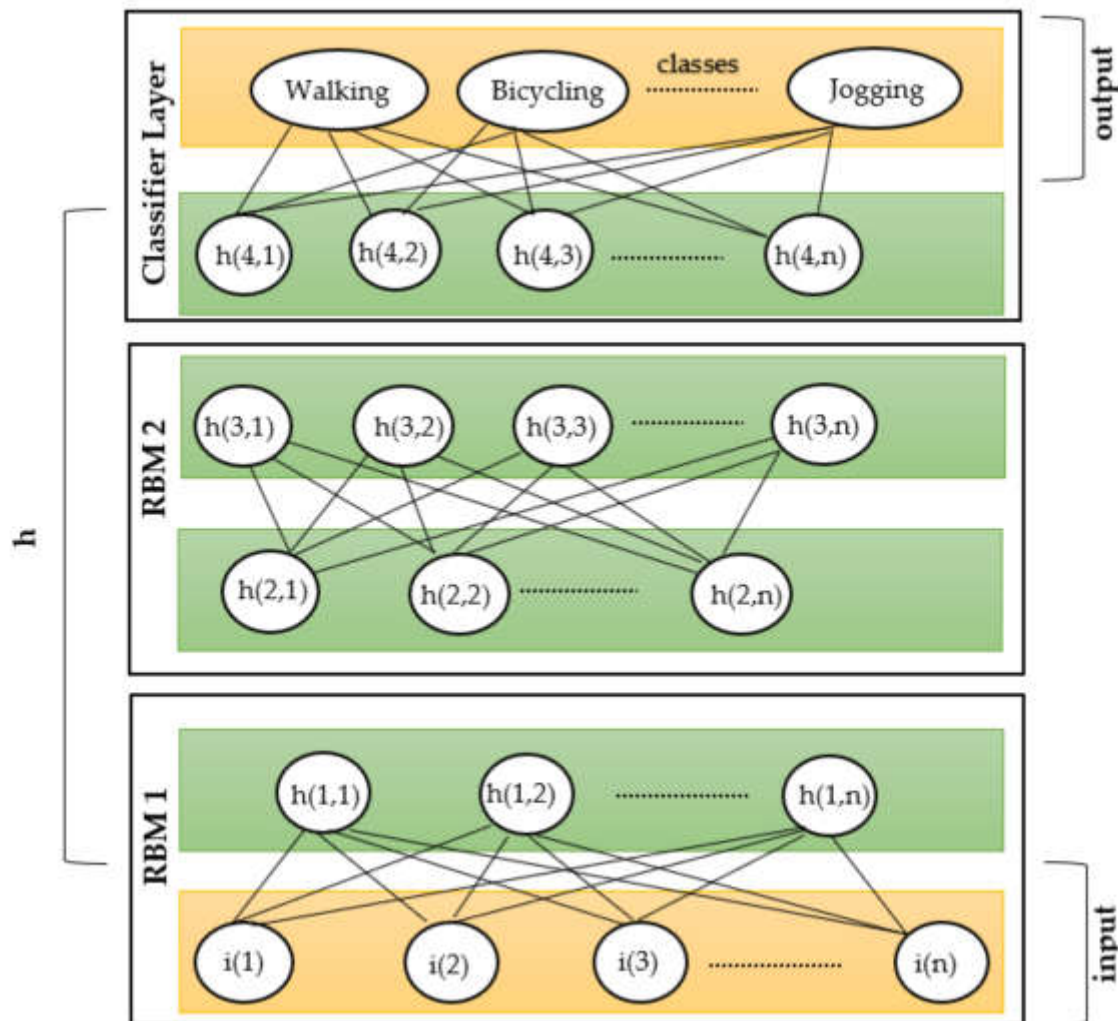 classes
Walking Bicycling Jogging
output
Classifier Layer
ħ(4,1) ħ(4,2) ħ(4,3) ħ(4,n)
h
RBM 2
ħ(3,1) ħ(3,2) ħ(3,3) ħ(3,n)
ħ(2,1) ħ(2,2) ħ(2,n)
RBM 1
ħ(1,1) ħ(1,2) ħ(1,n)
i(1) i(2) i(3) i(n)
input